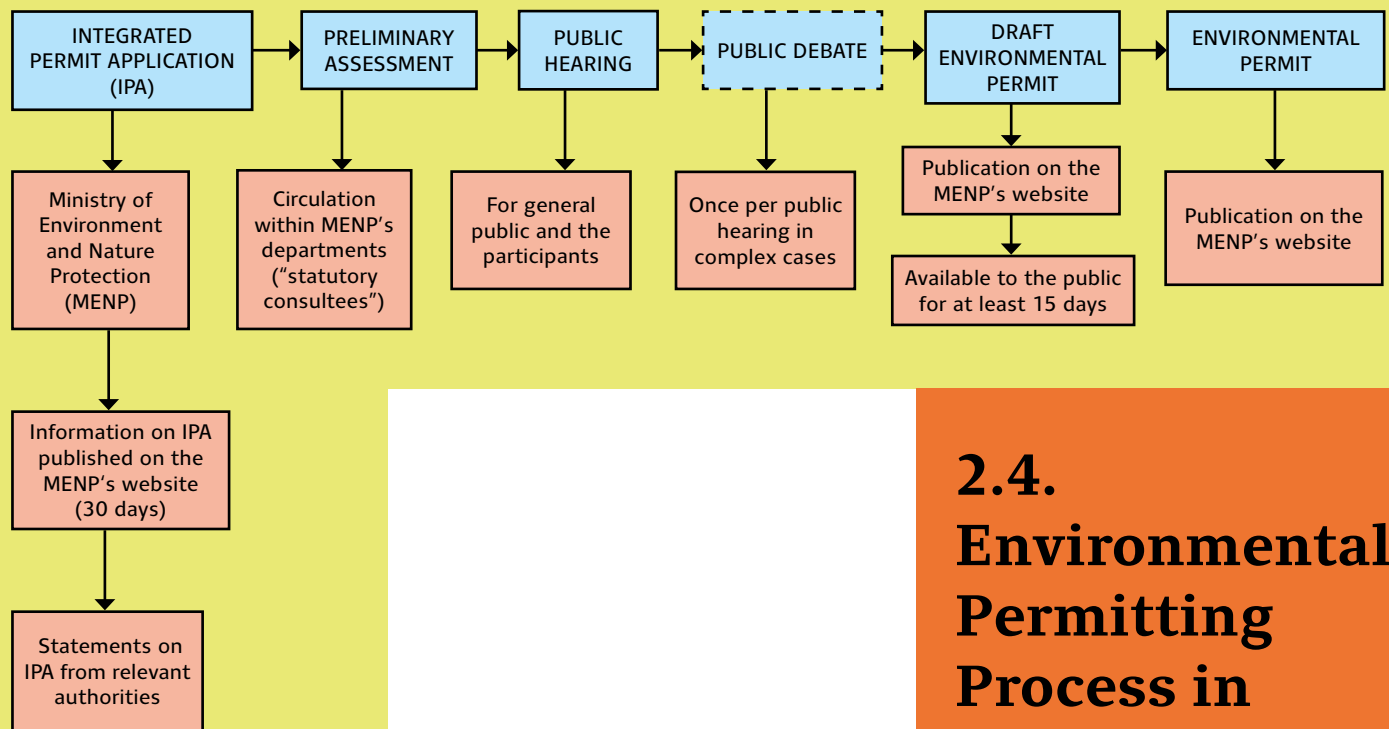 INTEGRATED
PERMIT APPLICATION
(IPA)
PRELIMINARY
ASSESSMENT
PUBLIC
HEARING
PUBLIC DEBATE
DRAFT
ENVIRONMENTAL
PERMIT
ENVIRONMENTAL
PERMIT
Ministry of
Environment
and Nature
Protection
(MENP)
Circulation
within MENP's
departments
("statutory
consultees")
For general
public and the
participants
Once per public
hearing in
complex cases
Publication on the
MENP's website
Available to the public
for at least 15 days
Publication on the
MENP's website
Information on IPA
published on the
MENP's website
(30 days)
Statements on
IPA from relevant
authorities
2.4.
Environmental
Permitting
Process in